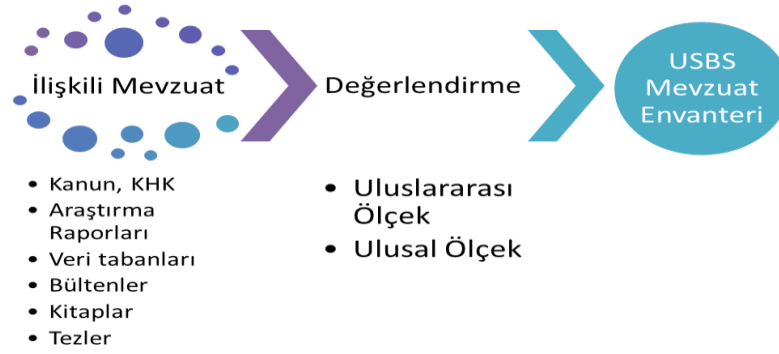 İlişkili Mevzuat
• Kanun, KHK
• Araştırma
Raporları
• Veri tabanları
• Bültenler
• Kitaplar
• Tezler
Değerlendirme
• Uluslararası
Ölçek
• Ulusal Ölçek
USBS
Mevzuat
Envanteri